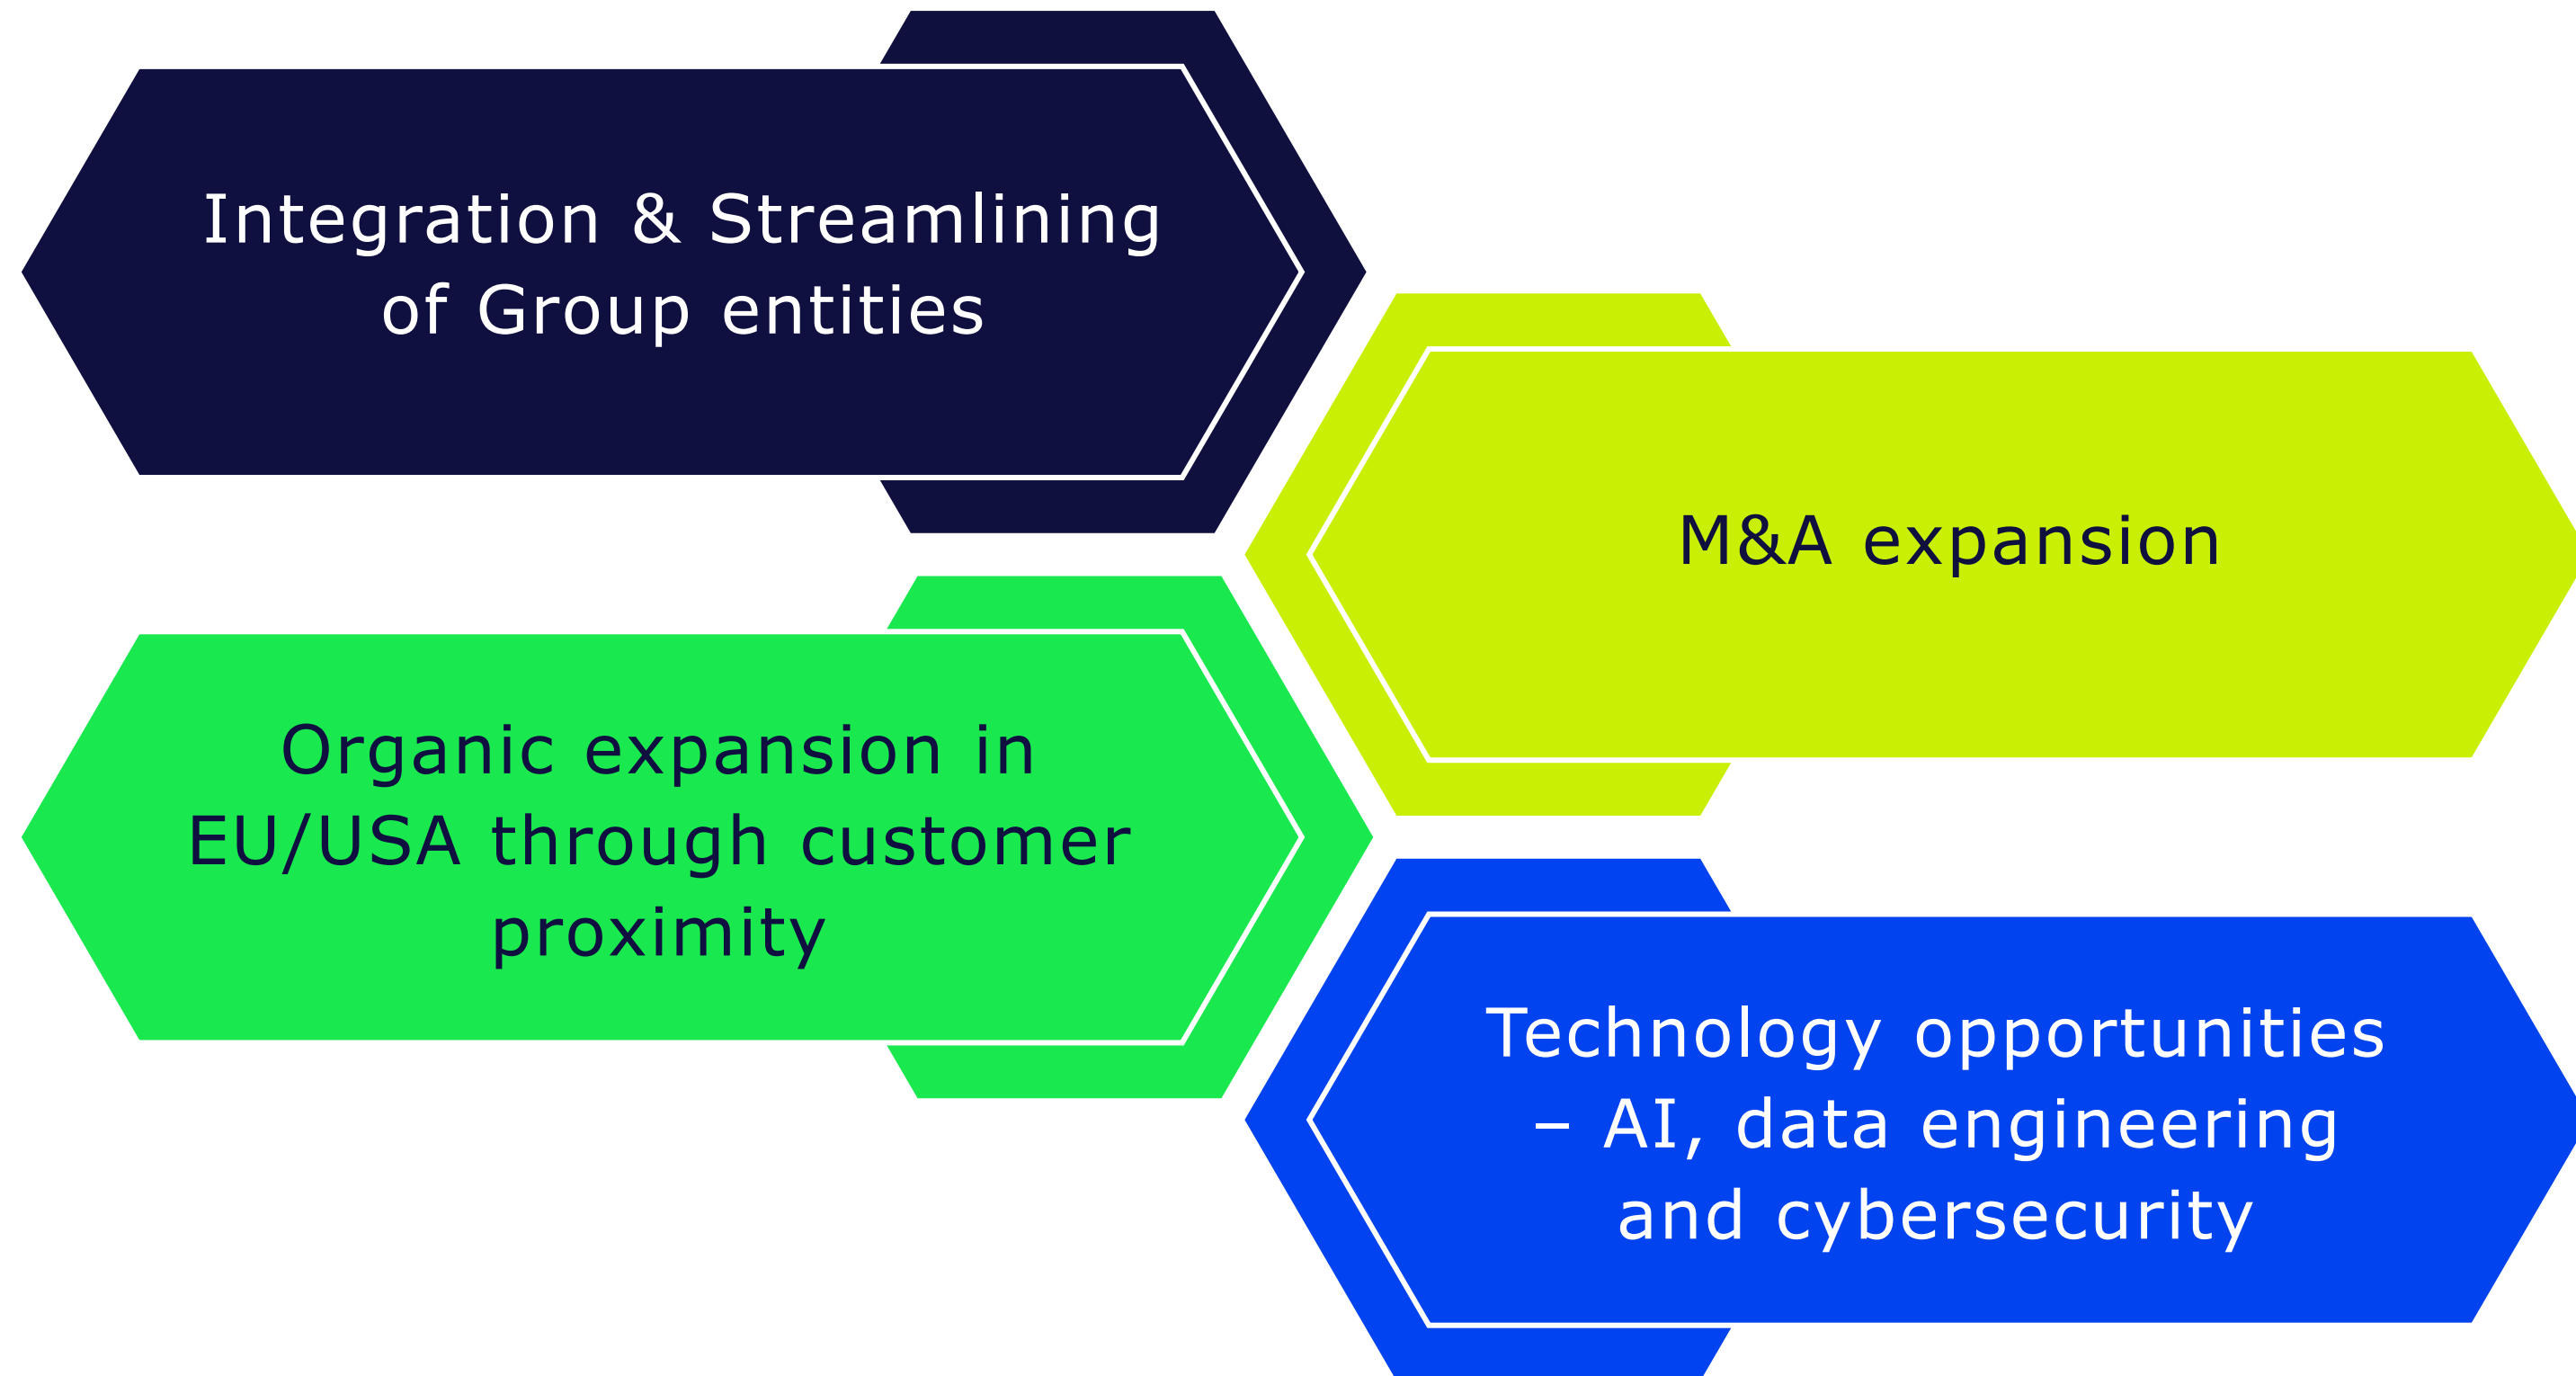 Integration & Streamlining
of Group entities
M&A expansion
Organic expansion in
EU/USA through customer
proximity
Technology opportunities
– AI, data engineering
and cybersecurity